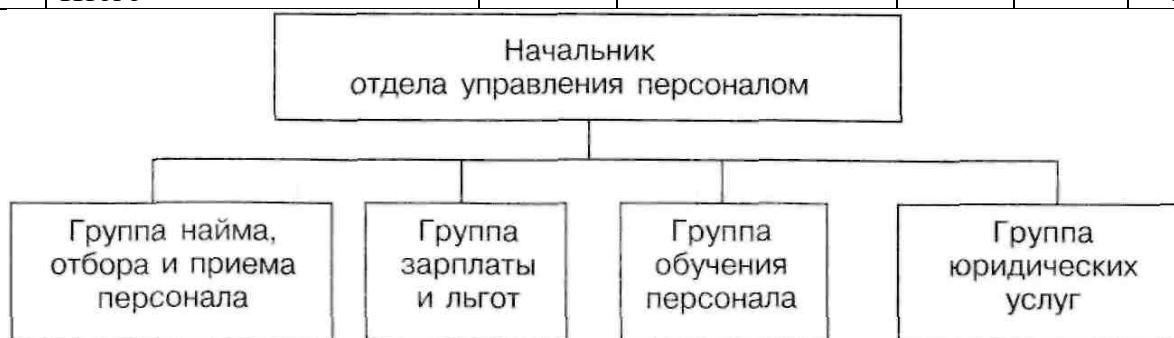 Начальник
отдела управления персоналом
Группа найма,
отбора и приема
персонала
Группа
зарплаты
и льгот
Группа
обучения
персонала
Группа
юридических
услуг